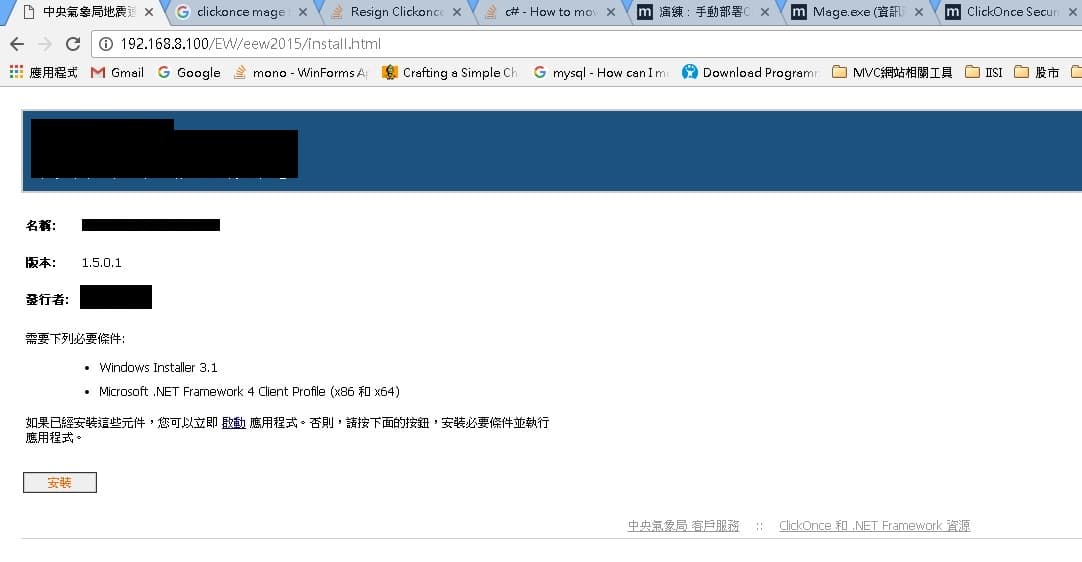 中央氣象局地震速
clickonce mage
Resign Clickonce
c# - How to mov
演練：手動部署C
Mage.exe (資訊
ClickOnce Secur
192.168.8.100/EW/eew2015/install.html
應用程式
Gmail
Google
mono - WinForms A
Crafting a Simple Ch
mysql - How can I m
Download Programm
MVC網站相關工具
IISI
股市
名稱:
版本: 1.5.0.1
發行者:
需要下列必要條件:
• Windows Installer 3.1
• Microsoft .NET Framework 4 Client Profile (x86 和 x64)
如果已經安裝這些元件，您可以立即 啟動 應用程式。否則，請按下面的按鈕，安裝必要條件並執行
應用程式。
安裝
中央氣象局 客戶服務 :: ClickOnce 和 .NET Framework 資源